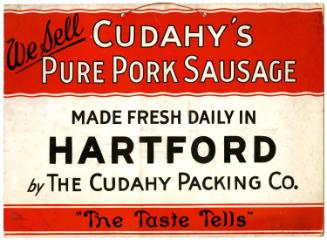 We Sell
CUDAHY'S
PURE PORK SAUSAGE
MADE FRESH DAILY IN
HARTFORD
by THE CUDAHY PACKING CO.
"The Taste Tells"